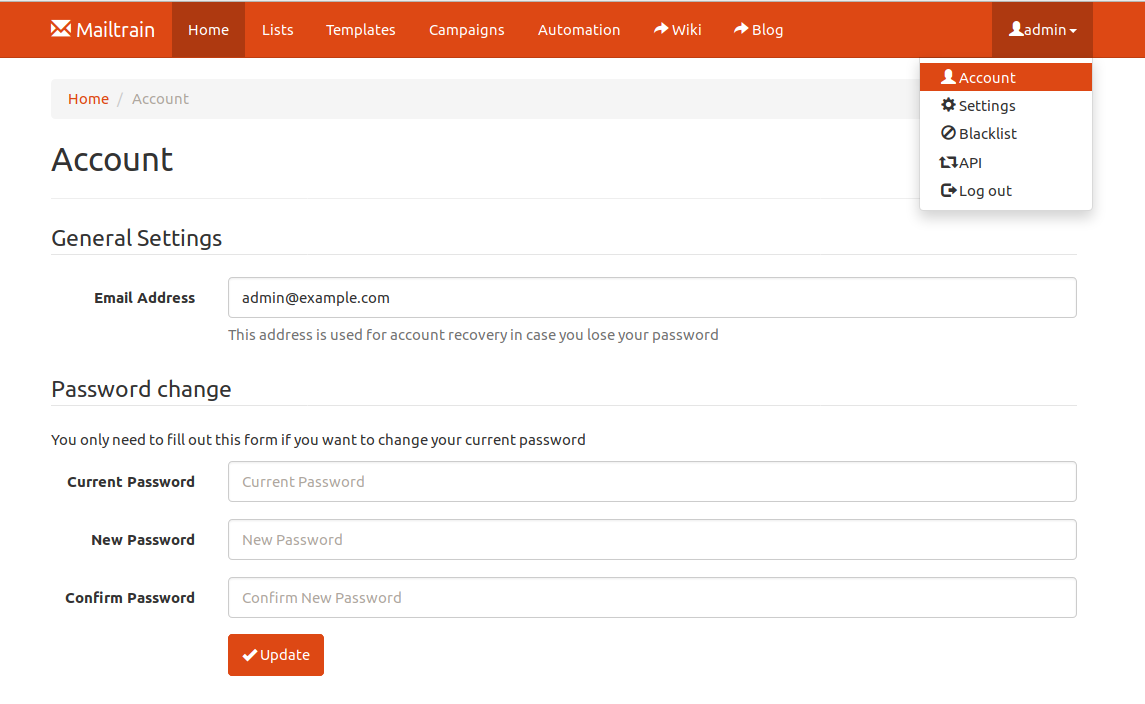 Mailtrain Home Lists Templates Campaigns Automation Wiki Blog admin
Account
Settings
Blacklist
API
Log out
Home / Account
Account
General Settings
Email Address admin@example.com
This address is used for account recovery in case you lose your password
Password change
You only need to fill out this form if you want to change your current password
Current Password Current Password
New Password New Password
Confirm Password Confirm New Password
Update